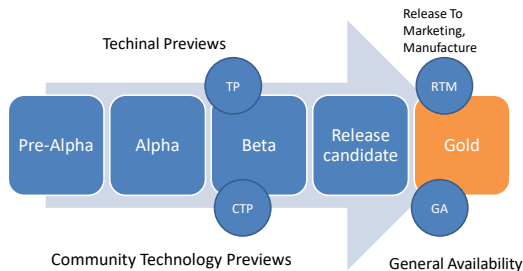 Release To
Marketing,
Manufacture
Techinal Previews
TP
RTM
Pre-Alpha
Alpha
Beta
Release
candidate
Gold
CTP
GA
Community Technology Previews
General Availability